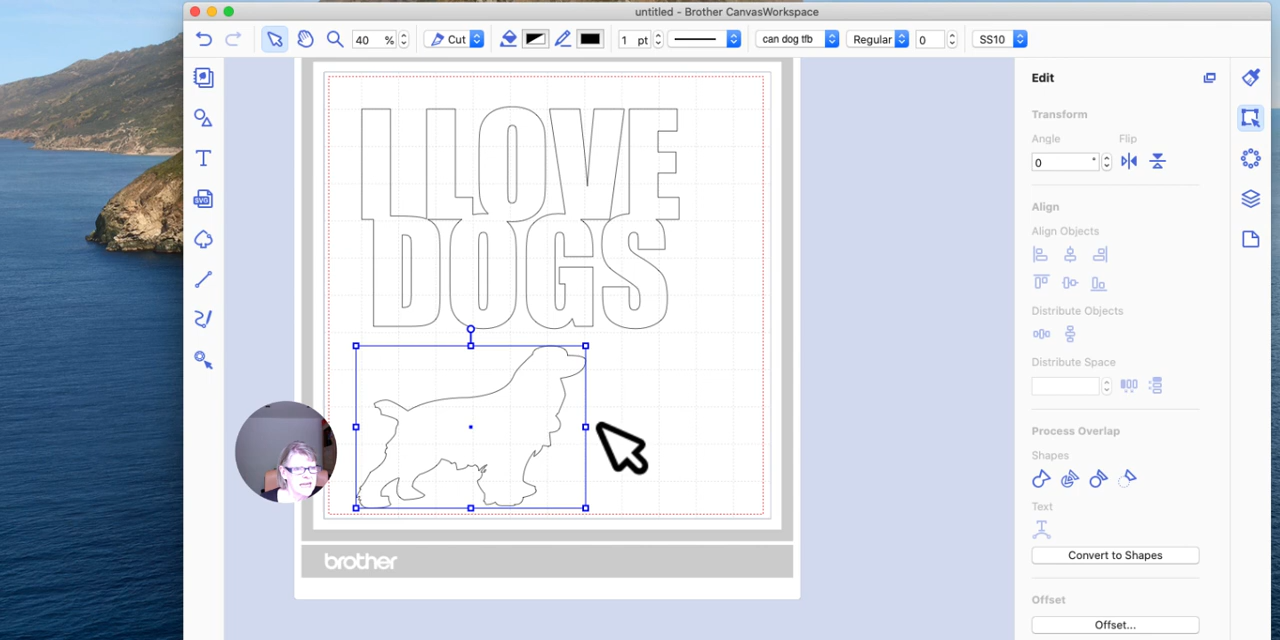 untitled - Brother CanvasWorkspace
40 % Cut 1 pt can dog tfb Regular 0 SS10
SVG
Edit
Transform
Angle Flip
0 °
Align
Align Objects
Distribute Objects
Distribute Space
Process Overlap
Shapes
Text
Convert to Shapes
Offset
Offset...
I LOVE
DOGS
brother